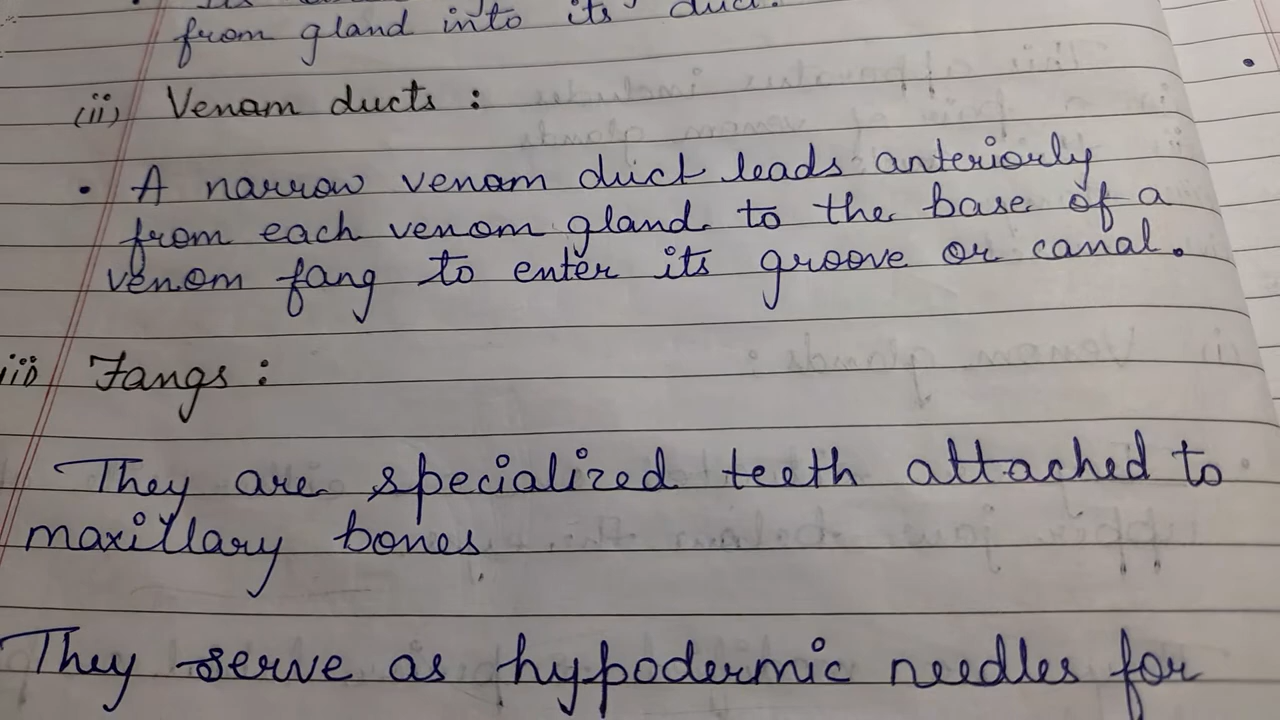 from gland into its duct.
(ii) Venam ducts :
• A narrow venom duct leads anteriorly
from each venom gland to the base of a
venom fang to enter its groove or canal.
iii) Fangs :
They are specialized teeth attached to
maxillary bones
They serve as hypodermic needles for